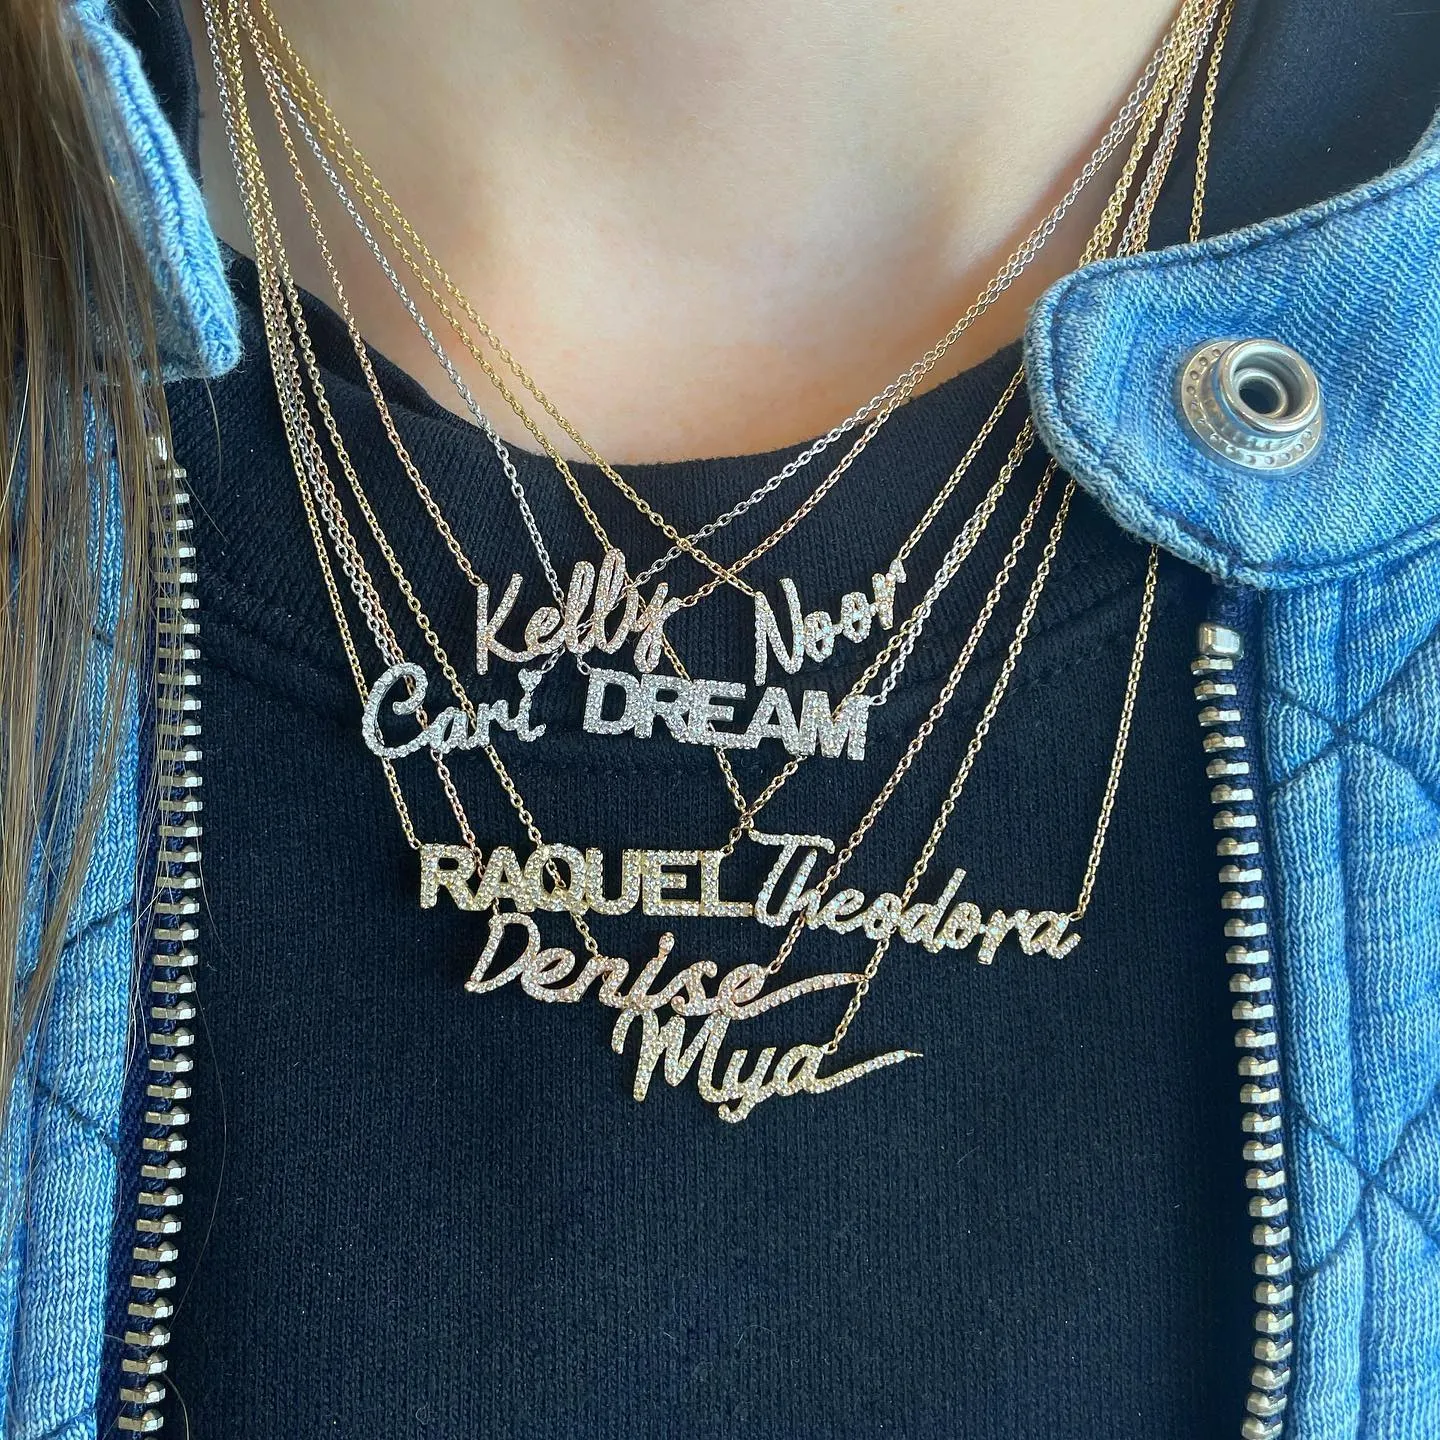 Kelly Noor
Cari DREAM
RAQUEL Theodora
Denise
Mya